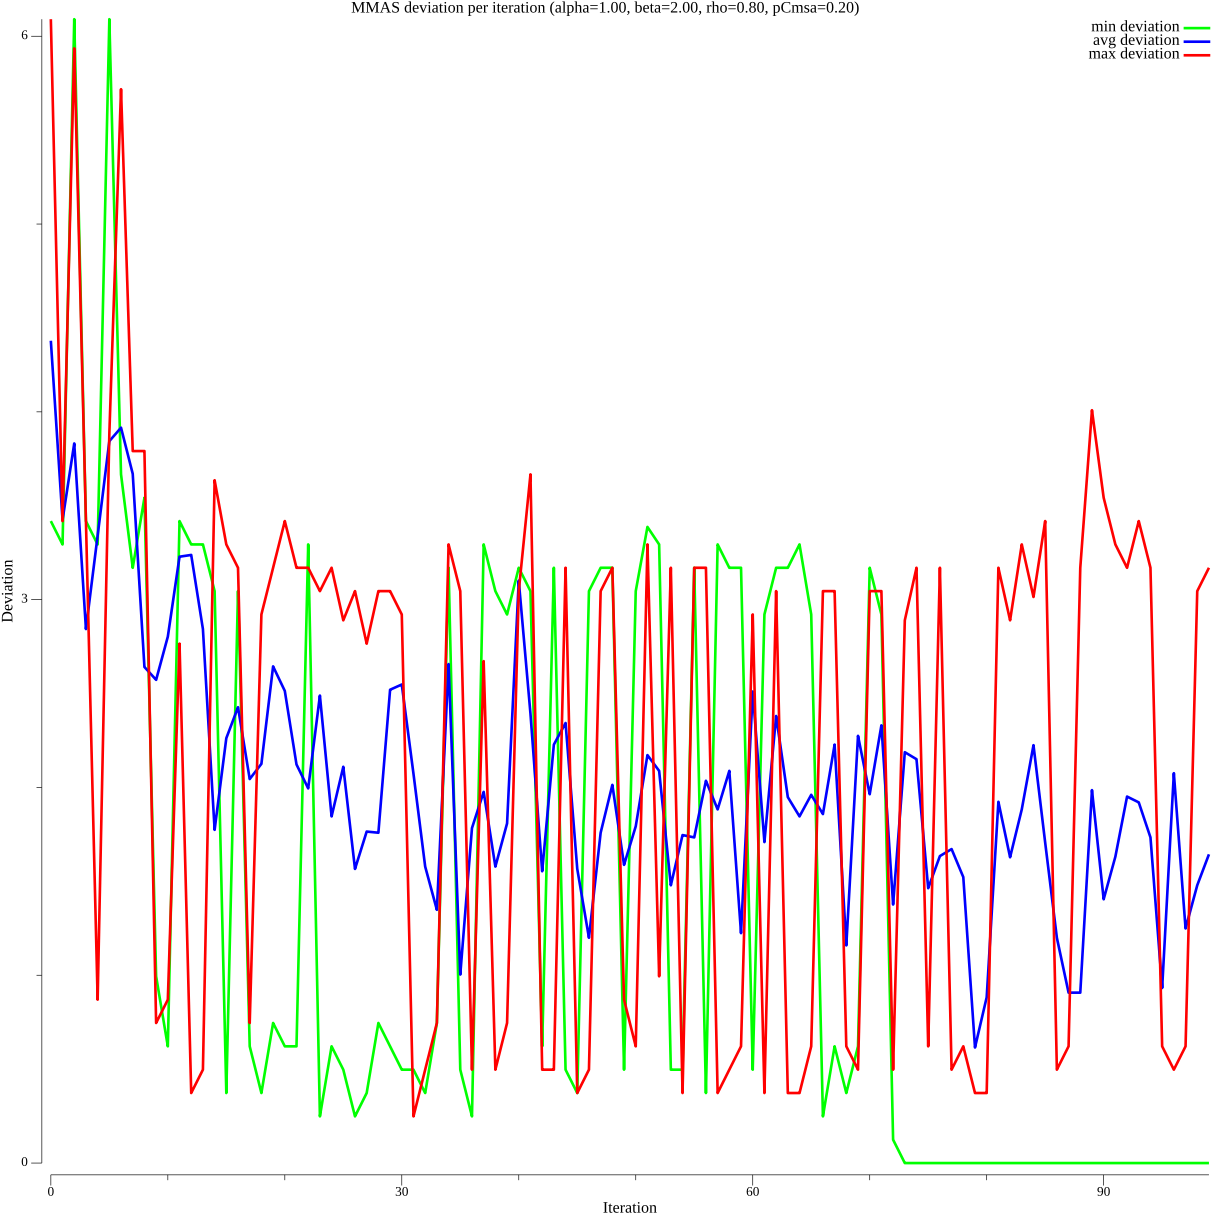 MMAS deviation per iteration (alpha=1.00, beta=2.00, rho=0.80, pCmsa=0.20)
min deviation
avg deviation
max deviation
6
3
0
Deviation
0
30
60
90
Iteration